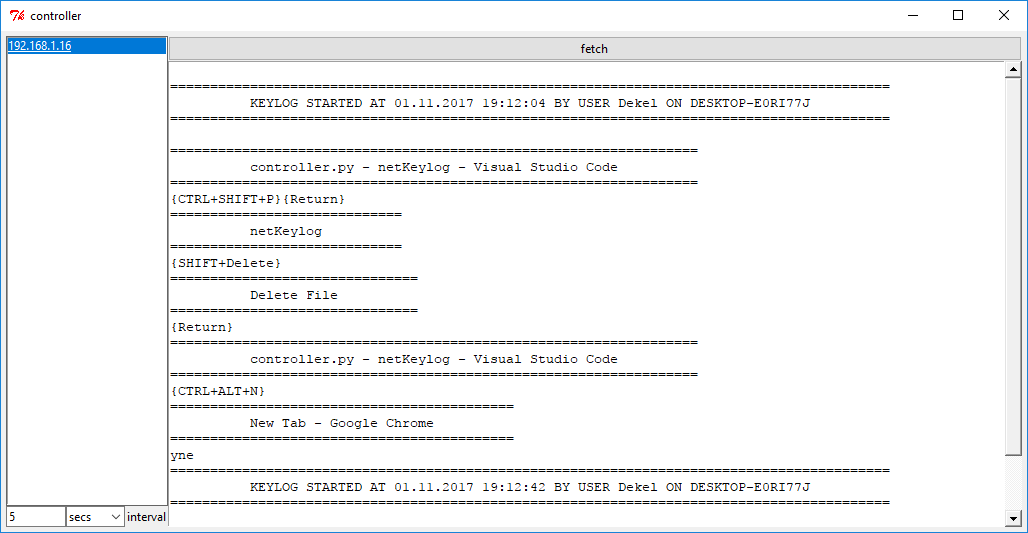 controller
192.168.1.16
fetch
==========================================================================================
KEYLOG STARTED AT 01.11.2017 19:12:04 BY USER Dekel ON DESKTOP-E0RI77J
==========================================================================================
==================================================================
controller.py - netKeylog - Visual Studio Code
==================================================================
{CTRL+SHIFT+P}{Return}
=============================
netKeylog
=============================
{SHIFT+Delete}
===============================
Delete File
===============================
{Return}
==================================================================
controller.py - netKeylog - Visual Studio Code
==================================================================
{CTRL+ALT+N}
===========================================
New Tab - Google Chrome
===========================================
yne
==========================================================================================
KEYLOG STARTED AT 01.11.2017 19:12:42 BY USER Dekel ON DESKTOP-E0RI77J
==========================================================================================
5 secs interval